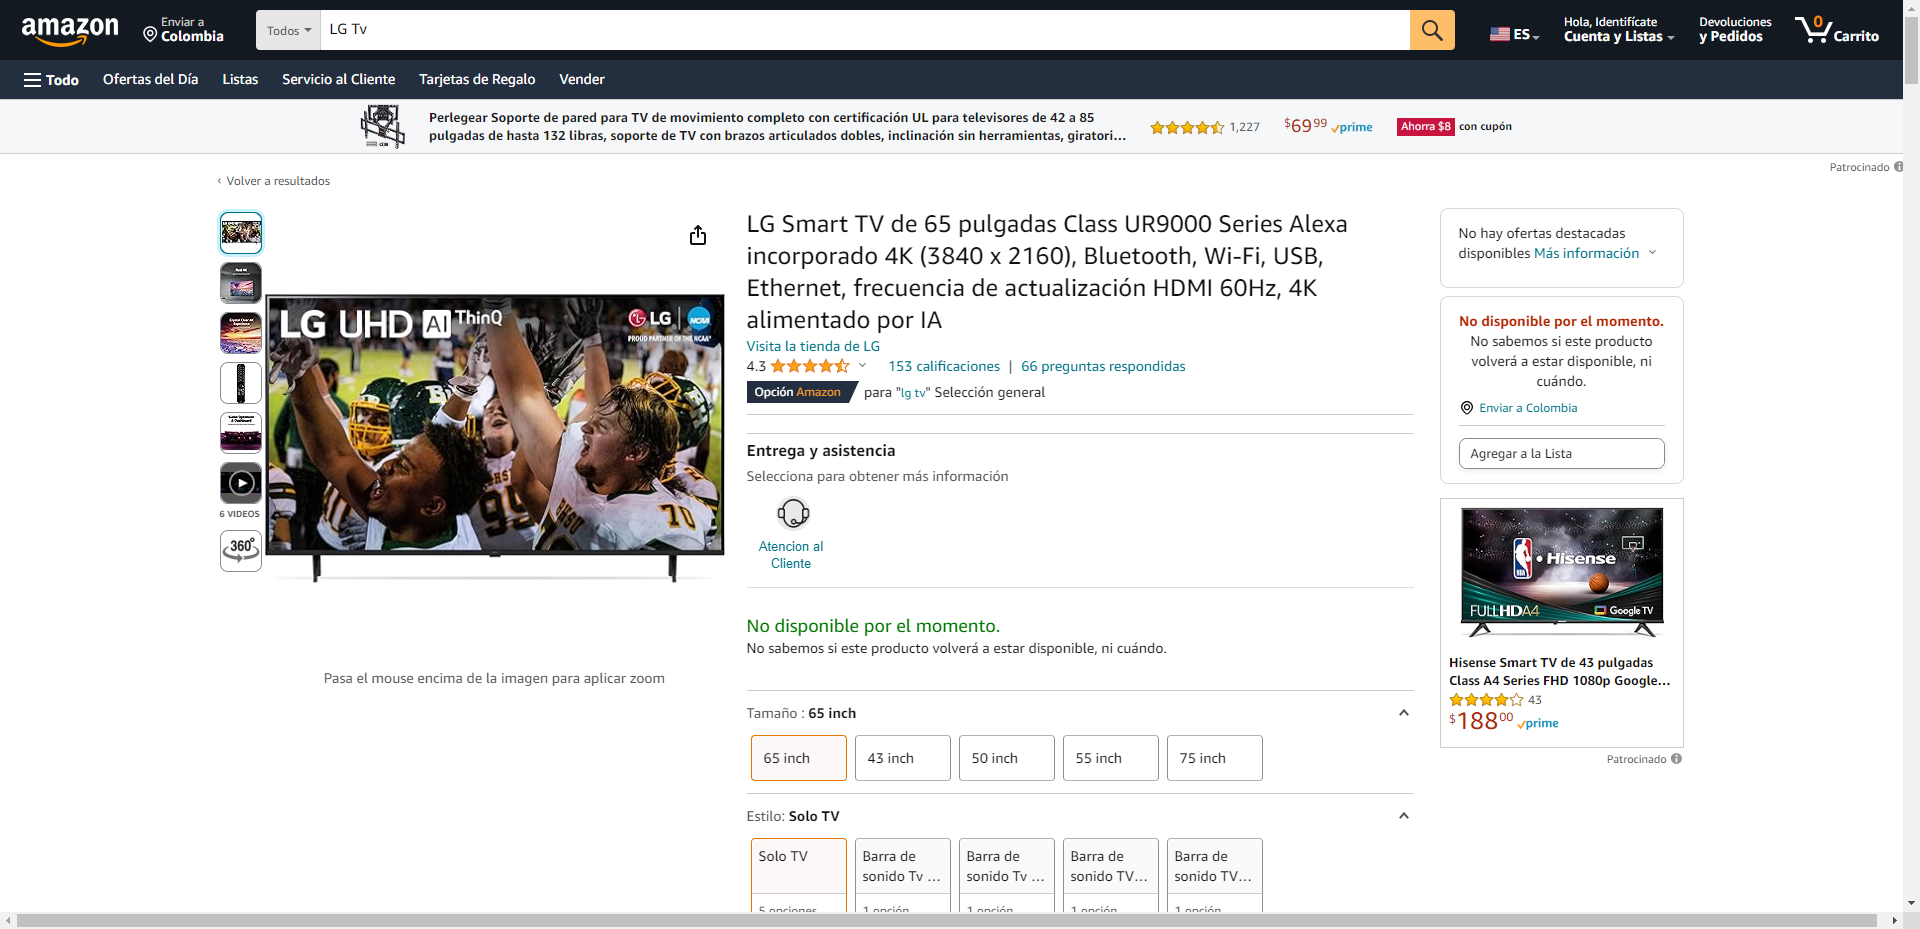 amazon
Enviar a
Colombia
Todos
LG Tv
ES
Hola, Identifícate
Cuenta y Listas
Devoluciones
y Pedidos
0
Carrito
Todo
Ofertas del Día
Listas
Servicio al Cliente
Tarjetas de Regalo
Vender
Perlegear Soporte de pared para TV de movimiento completo con certificación UL para televisores de 42 a 85
pulgadas de hasta 132 libras, soporte de TV con brazos articulados dobles, inclinación sin herramientas, giratori...
1,227
$69.99 prime
Ahorra $8 con cupón
Patrocinado
‹ Volver a resultados
LG UHD AI ThinQ
LG | NCAA
PROUD PARTNER OF THE NCAA
70
6 VIDEOS
360°
Pasa el mouse encima de la imagen para aplicar zoom
LG Smart TV de 65 pulgadas Class UR9000 Series Alexa
incorporado 4K (3840 x 2160), Bluetooth, Wi-Fi, USB,
Ethernet, frecuencia de actualización HDMI 60Hz, 4K
alimentado por IA
Visita la tienda de LG
4.3
153 calificaciones | 66 preguntas respondidas
Opción Amazon para "lg tv" Selección general
Entrega y asistencia
Selecciona para obtener más información
Atencion al
Cliente
No disponible por el momento.
No sabemos si este producto volverá a estar disponible, ni cuándo.
Tamaño : 65 inch
65 inch
43 inch
50 inch
55 inch
75 inch
Estilo: Solo TV
Solo TV
5 opciones
Barra de
sonido Tv ...
1 opción
Barra de
sonido Tv ...
1 opción
Barra de
sonido TV...
1 opción
Barra de
sonido TV...
1 opción
No hay ofertas destacadas
disponibles Más información
No disponible por el momento.
No sabemos si este producto
volverá a estar disponible, ni
cuándo.
Enviar a Colombia
Agregar a la Lista
NBA • Hisense
FULL HD A4
Google TV
Hisense Smart TV de 43 pulgadas
Class A4 Series FHD 1080p Google...
43
$188.00 prime
Patrocinado